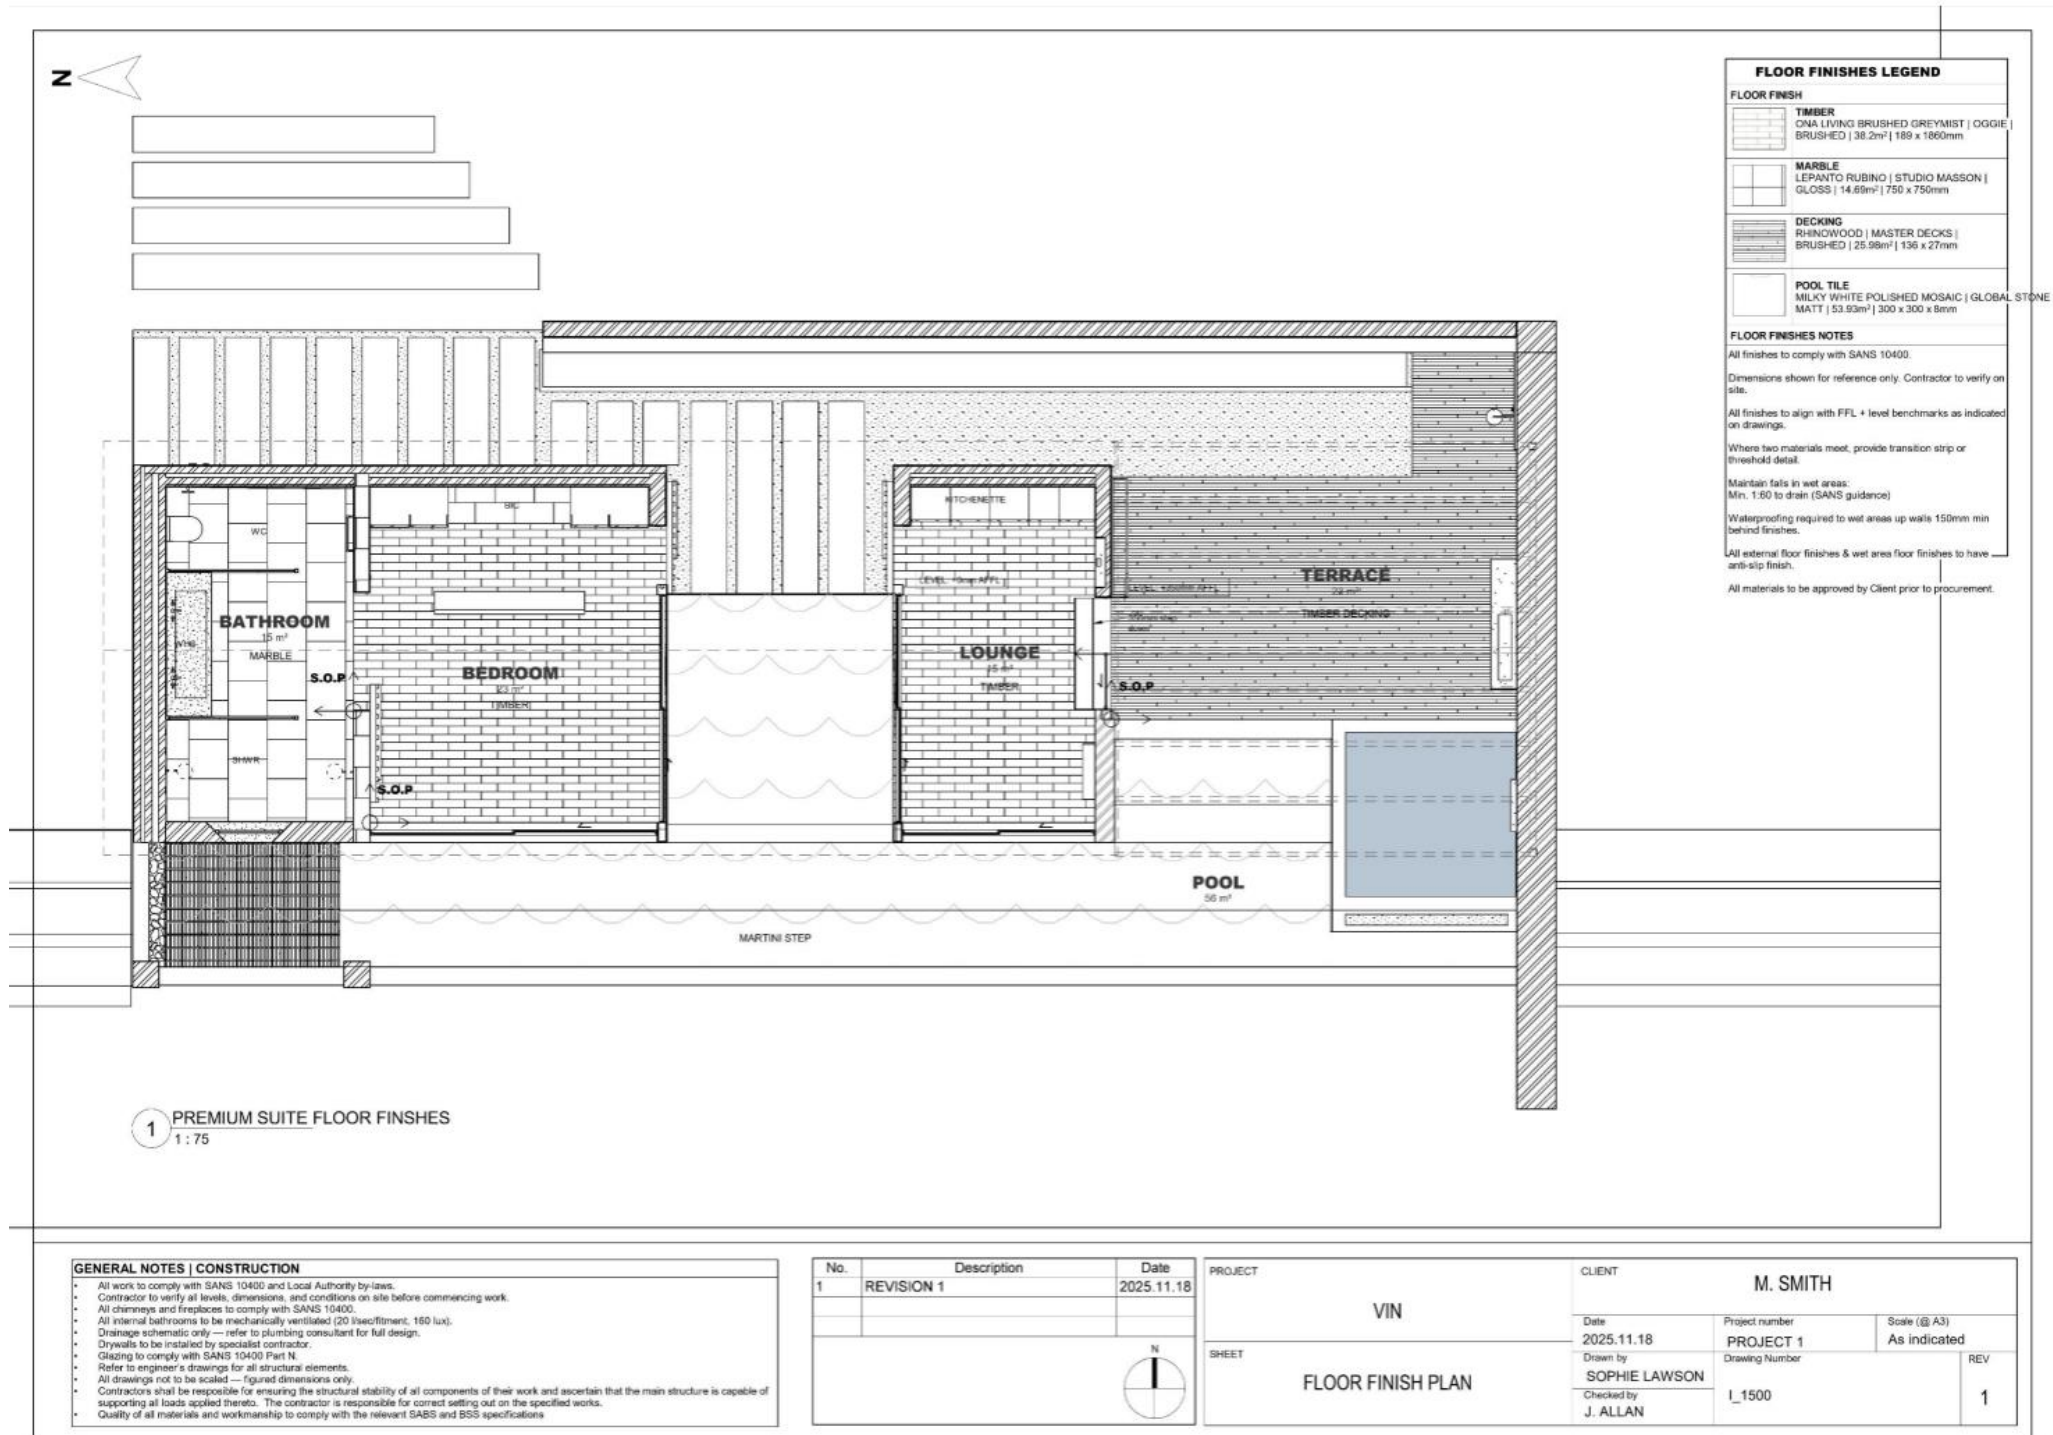 N
FLOOR FINISHES LEGEND
FLOOR FINISH
TIMBER
ONA LIVING BRUSHED GREYMIST | OGGIE |
BRUSHED | 38.2m² | 189 x 1860mm
MARBLE
LEPANTO RUBINO | STUDIO MASSON |
GLOSS | 14.69m² | 750 x 750mm
DECKING
RHINOWOOD | MASTER DECKS |
BRUSHED | 25.98m² | 136 x 27mm
POOL TILE
MILKY WHITE POLISHED MOSAIC | GLOBAL STONE
MATT | 53.93m² | 300 x 300 x 8mm
FLOOR FINISHES NOTES
All finishes to comply with SANS 10400.
Dimensions shown for reference only. Contractor to verify on
site.
All finishes to align with FFL + level benchmarks as indicated
on drawings.
Where two materials meet, provide transition strip or
threshold detail.
Maintain falls in wet areas:
Min. 1:60 to drain (SANS guidance)
Waterproofing required to wet areas up walls 150mm min
behind finishes.
All external floor finishes & wet area floor finishes to have
anti-slip finish.
All materials to be approved by Client prior to procurement.
WC
BIC
KITCHENETTE
BATHROOM
15 m²
MARBLE
WHB
SHWR
S.O.P
BEDROOM
23 m²
TIMBER
S.O.P
LOUNGE
15 m²
TIMBER
S.O.P
TERRACE
22 m²
TIMBER DECKING
POOL
56 m²
MARTINI STEP
1
PREMIUM SUITE FLOOR FINSHES
1 : 75
GENERAL NOTES | CONSTRUCTION
• All work to comply with SANS 10400 and Local Authority by-laws.
• Contractor to verify all levels, dimensions, and conditions on site before commencing work.
• All chimneys and fireplaces to comply with SANS 10400.
• All internal bathrooms to be mechanically ventilated (20 l/sec/fitment, 160 lux).
• Drainage schematic only — refer to plumbing consultant for full design.
• Drywalls to be installed by specialist contractor.
• Glazing to comply with SANS 10400 Part N.
• Refer to engineer's drawings for all structural elements.
• All drawings not to be scaled — figured dimensions only.
• Contractors shall be resposible for ensuring the structural stability of all components of their work and ascertain that the main structure is capable of
supporting all loads applied thereto. The contractor is responsible for correct setting out on the specified works.
• Quality of all materials and workmanship to comply with the relevant SABS and BSS specifications
No. Description Date
1 REVISION 1 2025.11.18
N
PROJECT
VIN
SHEET
FLOOR FINISH PLAN
CLIENT
M. SMITH
Date Project number Scale (@ A3)
2025.11.18 PROJECT 1 As indicated
Drawn by Drawing Number REV
SOPHIE LAWSON
Checked by
J. ALLAN
I_1500
1